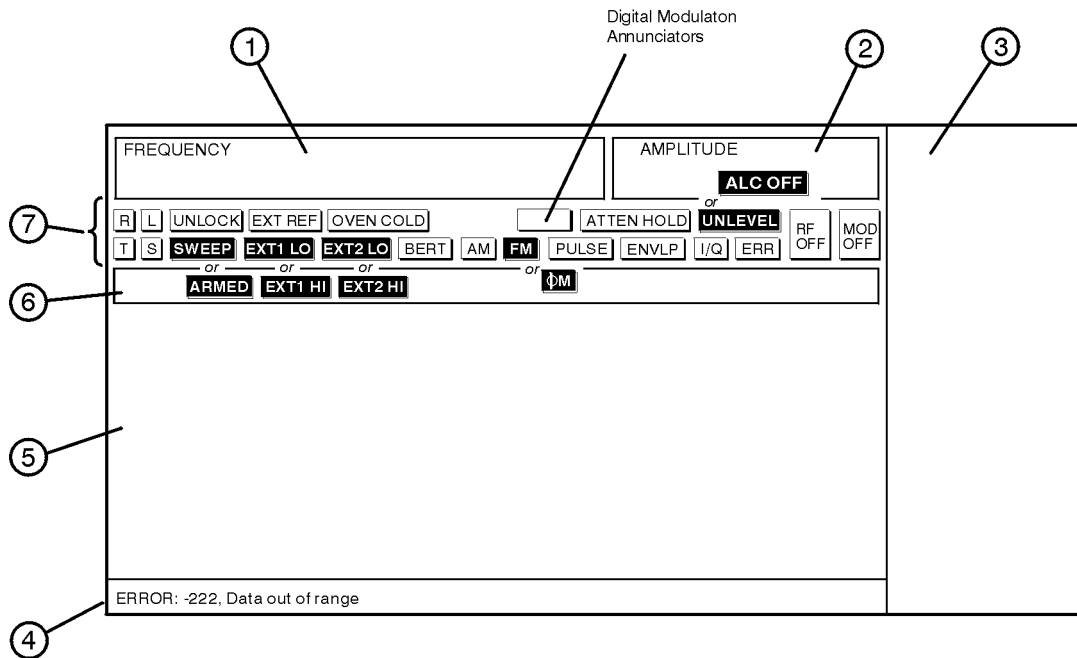 Digital Modulaton
Annunciators
1
2
3
FREQUENCY
AMPLITUDE
ALC OFF
or
7
R L UNLOCK EXT REF OVEN COLD ATTEN HOLD UNLEVEL RF OFF MOD OFF
T S SWEEP EXT1 LO EXT2 LO BERT AM FM PULSE ENVLP I/Q ERR
or or or or
6
ARMED EXT1 HI EXT2 HI ΦM
5
ERROR: -222, Data out of range
4